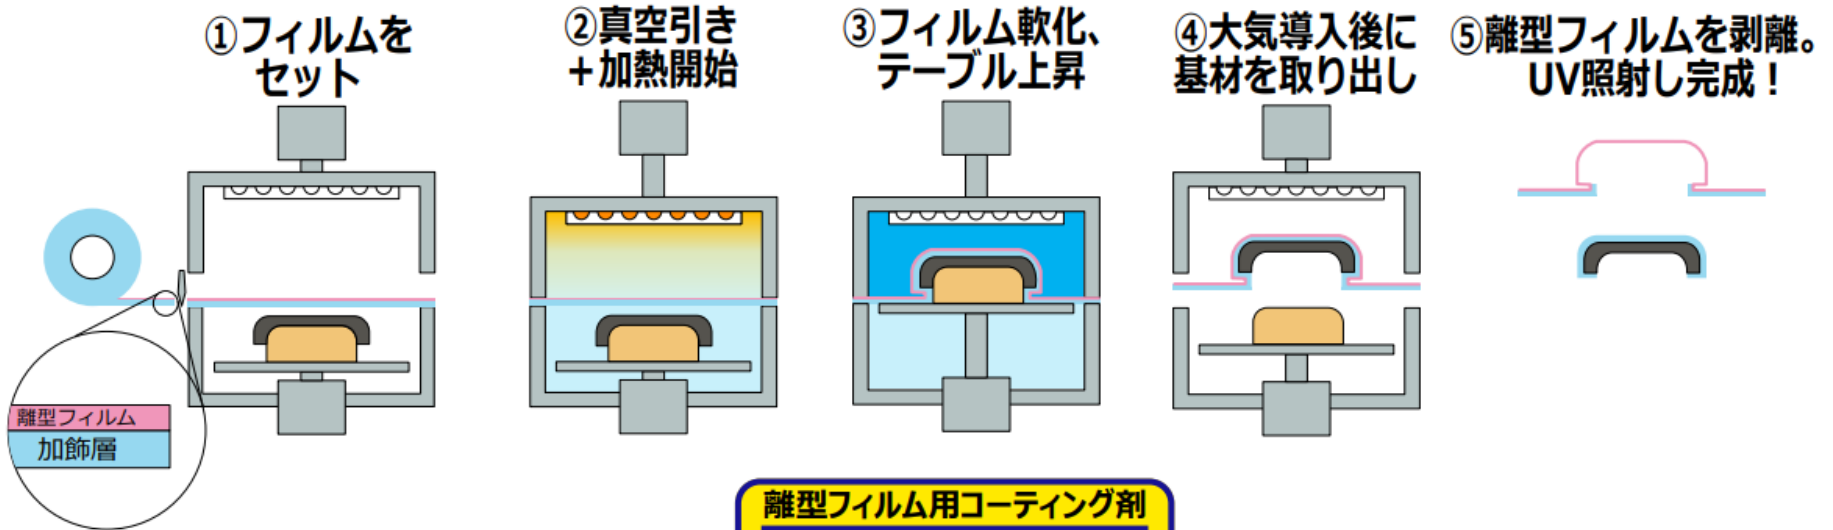 ①フィルムを
セット
②真空引き
＋加熱開始
③フィルム軟化、
テーブル上昇
④大気導入後に
基材を取り出し
⑤離型フィルムを剥離。
UV照射し完成！
離型フィルム
加飾層
離型フィルム用コーティング剤